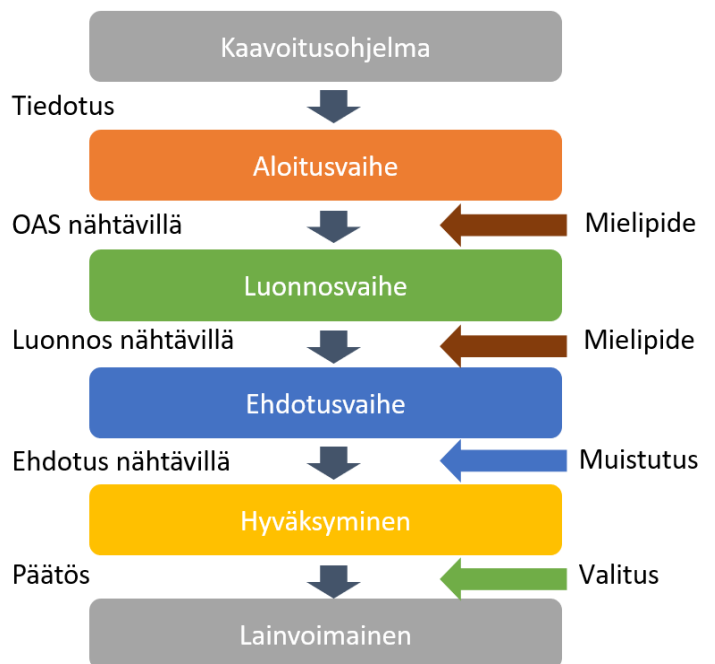 Kaavoitusohjelma
Tiedotus
Aloitusvaihe
OAS nähtävillä
Mielipide
Luonnosvaihe
Luonnos nähtävillä
Mielipide
Ehdotusvaihe
Ehdotus nähtävillä
Muistutus
Hyväksyminen
Päätös
Valitus
Lainvoimainen